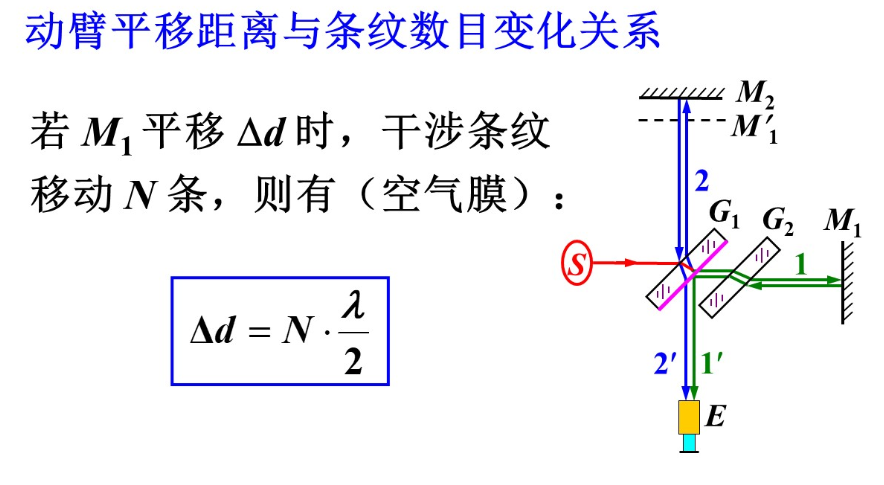 动臂平移距离与条纹数目变化关系
若 M₁ 平移 Δd 时，干涉条纹
移动 N 条，则有（空气膜）：
Δd = N · λ/2
M₂
M′₁
2
G₁ G₂ M₁
S
1
2′ 1′
E